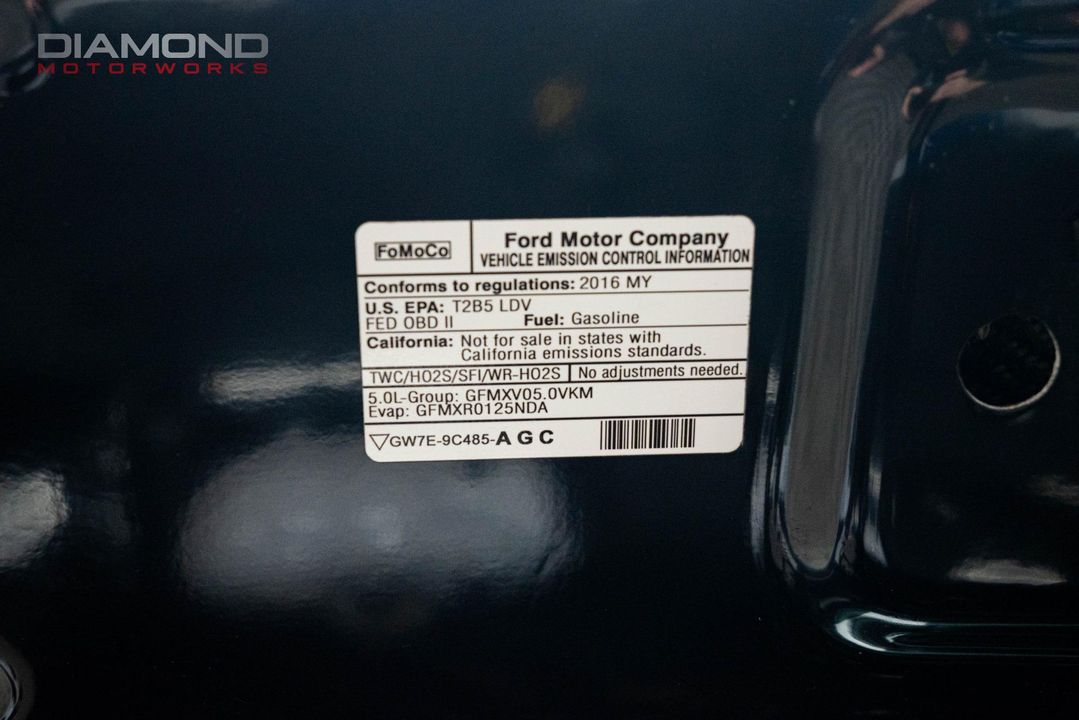 DIAMOND
MOTORWORKS
FoMoCo
Ford Motor Company
VEHICLE EMISSION CONTROL INFORMATION
Conforms to regulations: 2016 MY
U.S. EPA: T2B5 LDV
FED OBD II Fuel: Gasoline
California: Not for sale in states with
California emissions standards.
TWC/HO2S/SFI/WR-HO2S No adjustments needed.
5.0L-Group: GFMXV05.0VKM
Evap: GFMXR0125NDA
GW7E-9C485-AGC